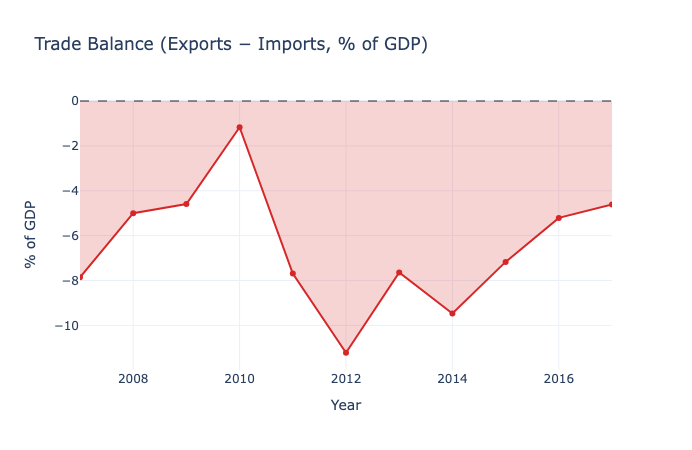 Trade Balance (Exports − Imports, % of GDP)
0
−2
−4
−6
−8
−10
% of GDP
2008 2010 2012 2014 2016
Year